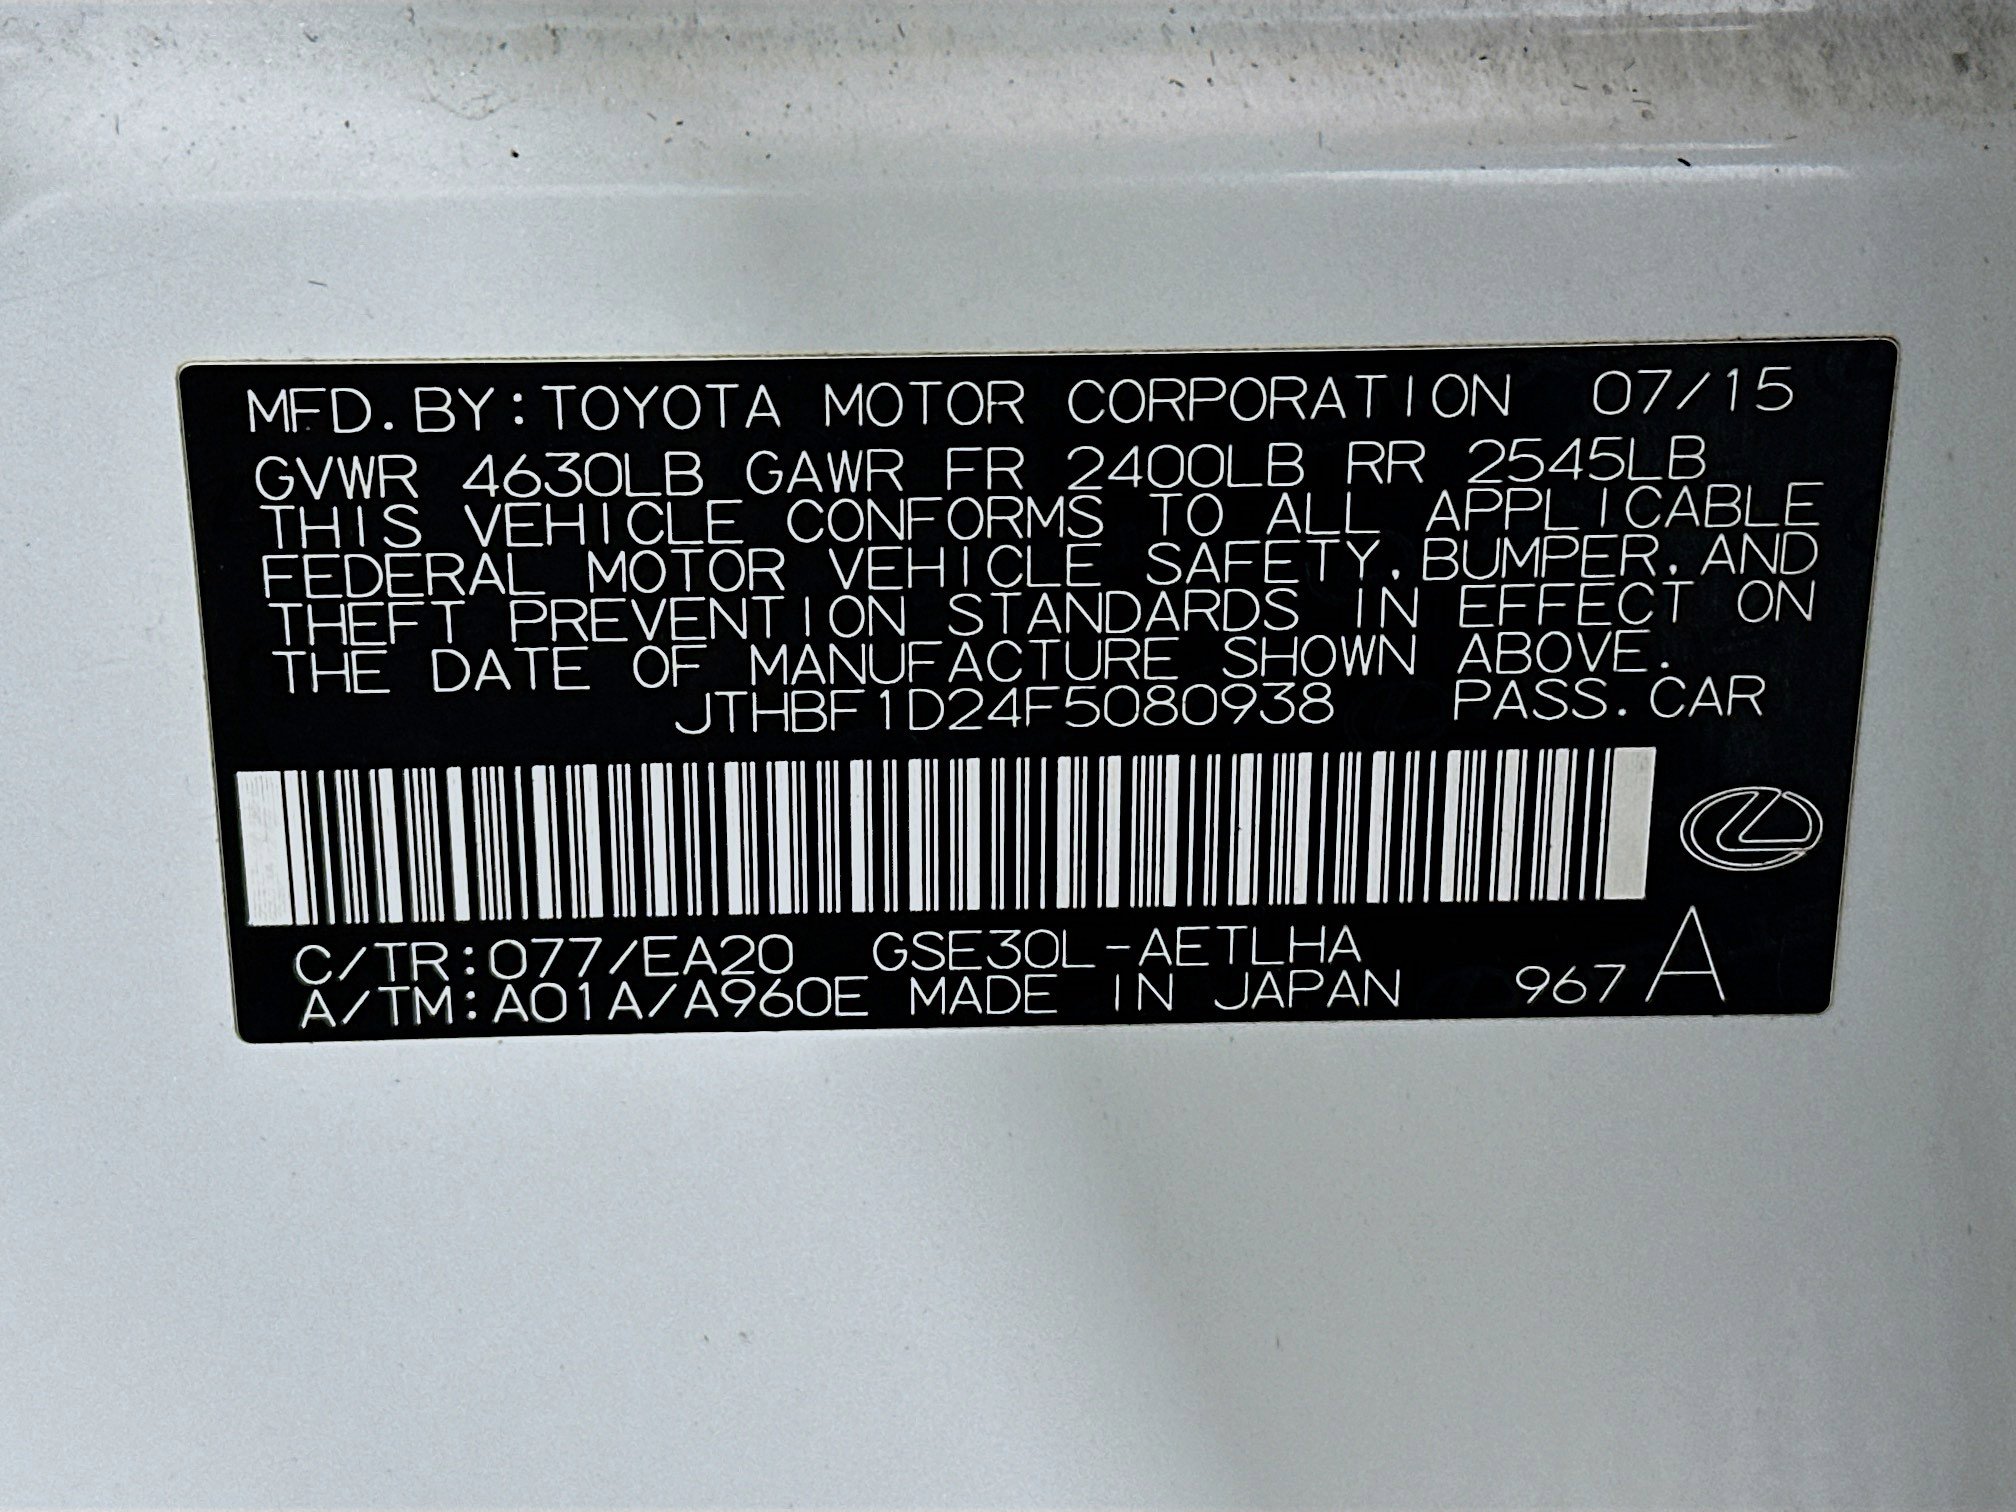 MFD. BY: TOYOTA MOTOR CORPORATION 07/15
GVWR 4630LB GAWR FR 2400LB RR 2545LB
THIS VEHICLE CONFORMS TO ALL APPLICABLE
FEDERAL MOTOR VEHICLE SAFETY, BUMPER, AND
THEFT PREVENTION STANDARDS IN EFFECT ON
THE DATE OF MANUFACTURE SHOWN ABOVE.
JTHBF1D24F5080938 PASS. CAR
C/TR: 077/EA20 GSE30L-AETLHA
A/TM: A01A/A960E MADE IN JAPAN 967 A